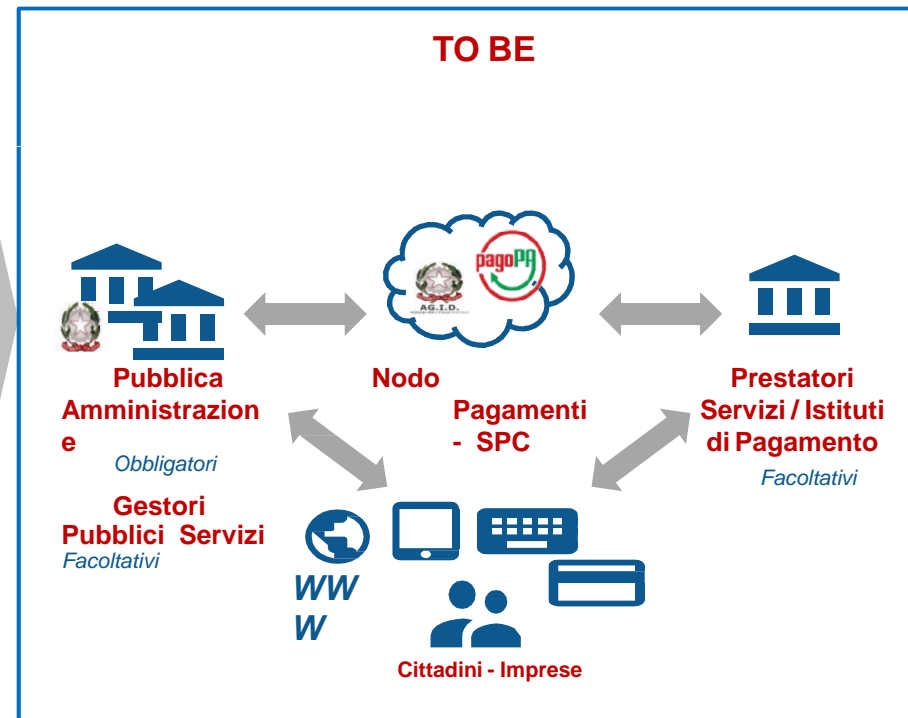 TO BE
pagoPA
AG.I.D.
Pubblica
Amministrazion
e
Obbligatori
Gestori
Pubblici Servizi
Facoltativi
Nodo
Pagamenti
- SPC
Prestatori
Servizi / Istituti
di Pagamento
Facoltativi
WW
W
Cittadini - Imprese